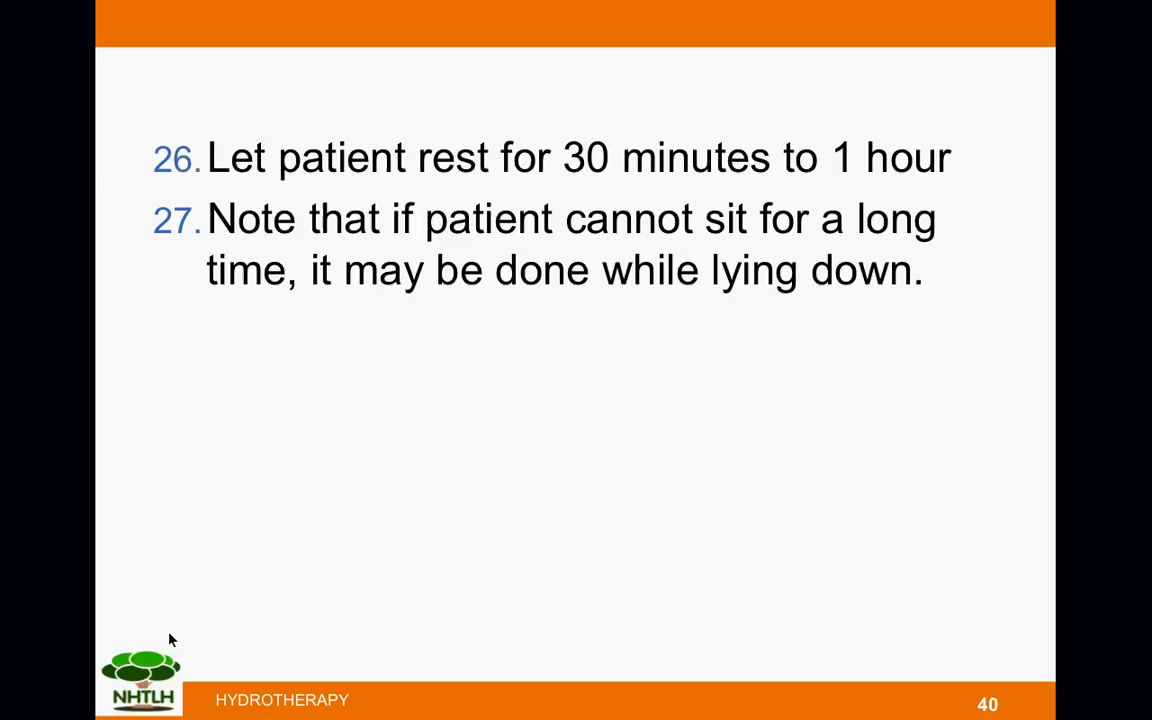 26. Let patient rest for 30 minutes to 1 hour
27. Note that if patient cannot sit for a long
time, it may be done while lying down.
NHTLH
HYDROTHERAPY
40